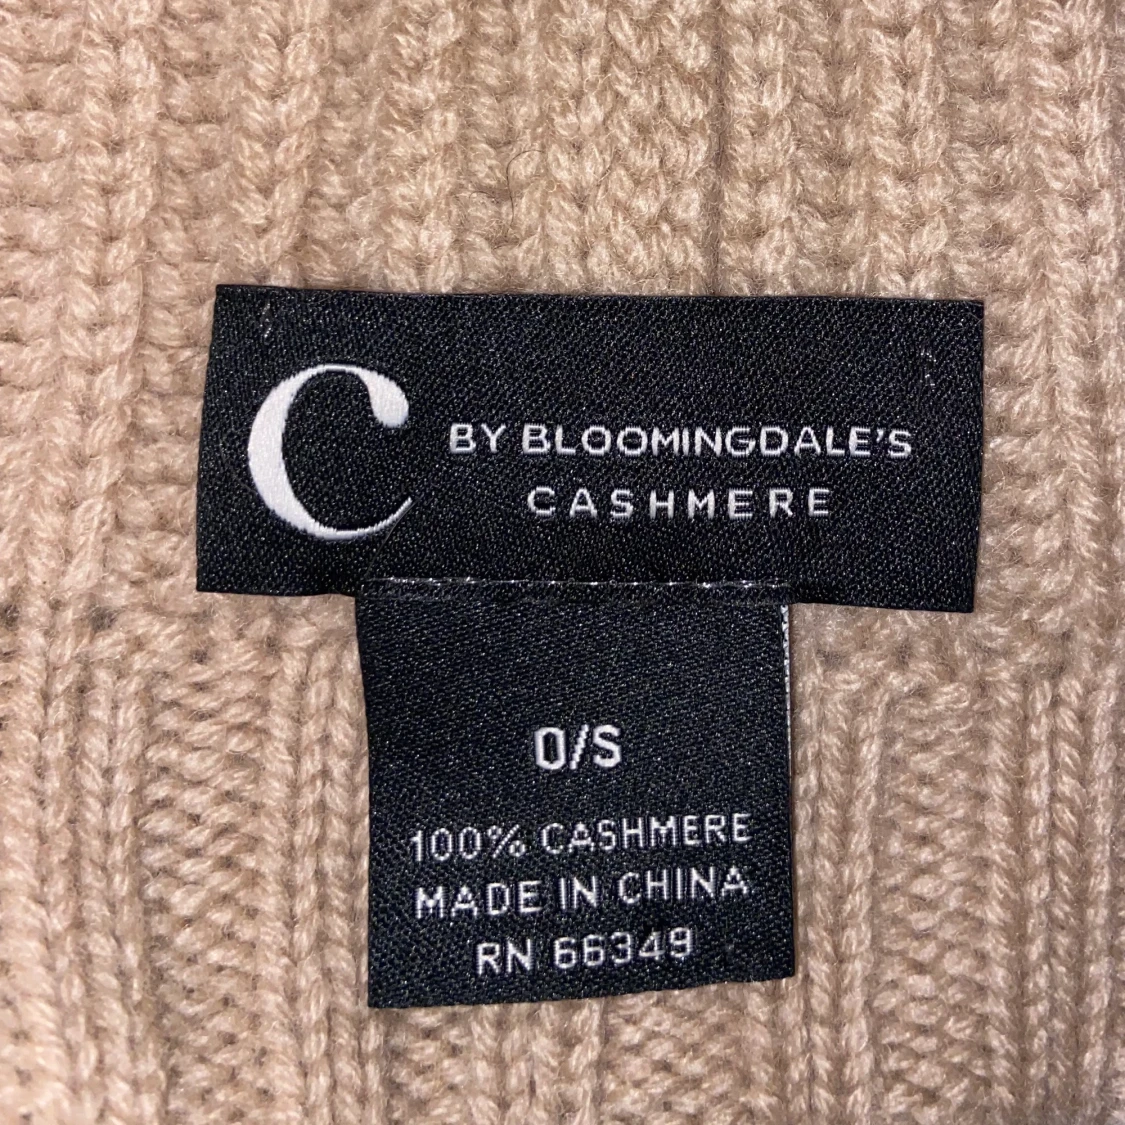 C
BY BLOOMINGDALE'S
CASHMERE
O/S
100% CASHMERE
MADE IN CHINA
RN 66349